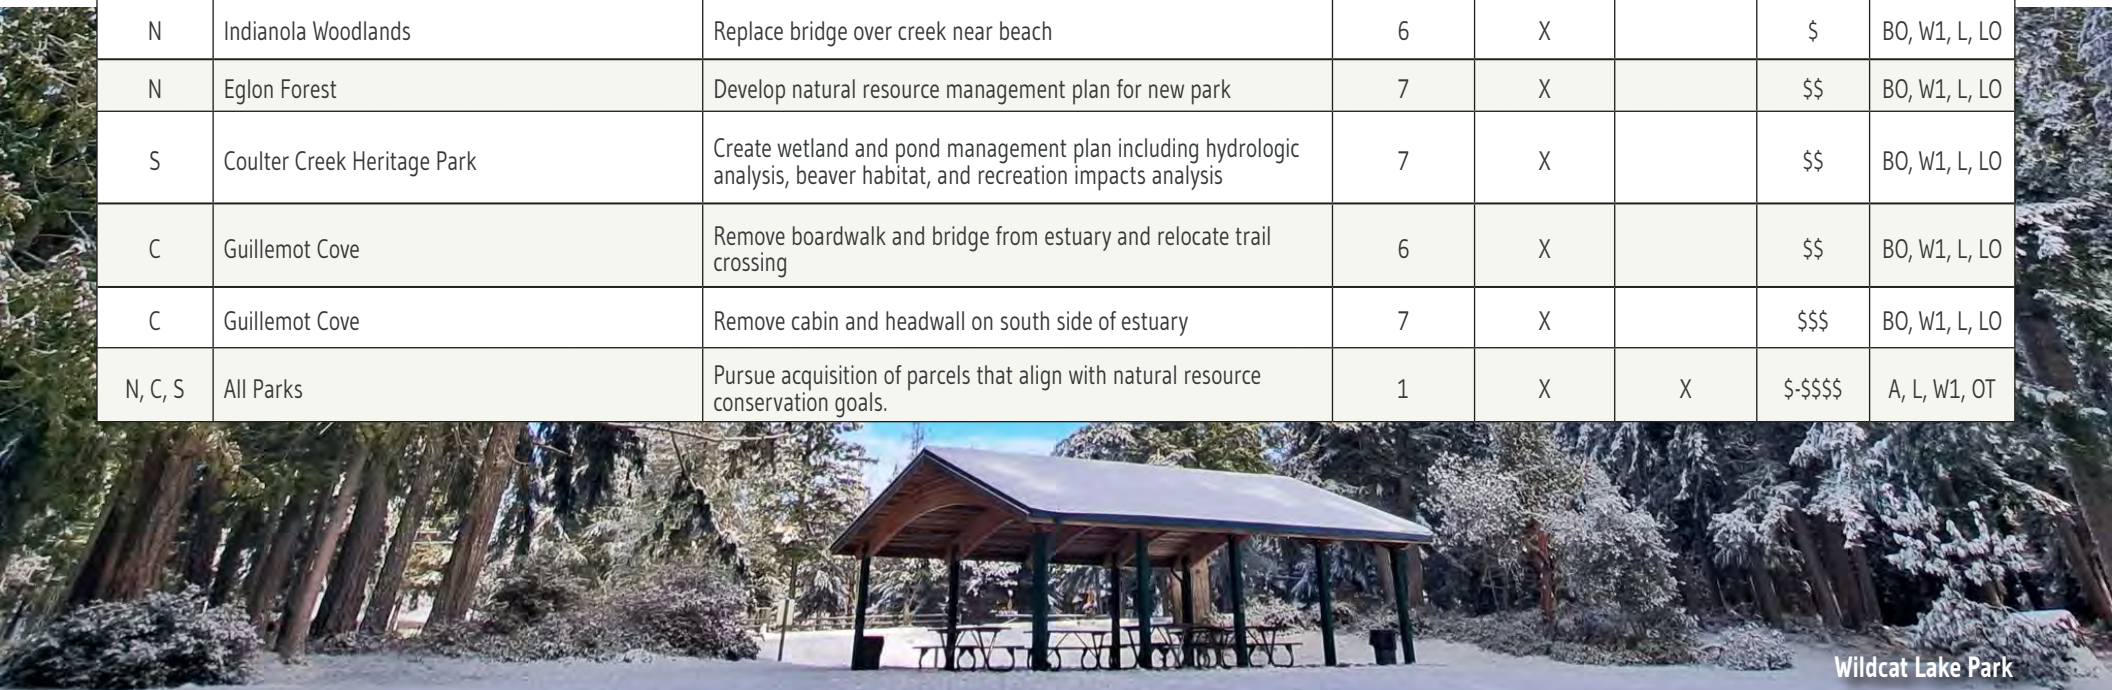 N Indianola Woodlands Replace bridge over creek near beach 6 X $ BO, W1, L, LO
N Eglon Forest Develop natural resource management plan for new park 7 X $$ BO, W1, L, LO
S Coulter Creek Heritage Park Create wetland and pond management plan including hydrologic
analysis, beaver habitat, and recreation impacts analysis 7 X $$ BO, W1, L, LO
C Guillemot Cove Remove boardwalk and bridge from estuary and relocate trail
crossing 6 X $$ BO, W1, L, LO
C Guillemot Cove Remove cabin and headwall on south side of estuary 7 X $$$ BO, W1, L, LO
N, C, S All Parks Pursue acquisition of parcels that align with natural resource
conservation goals. 1 X X $-$$$$ A, L, W1, OT
Wildcat Lake Park